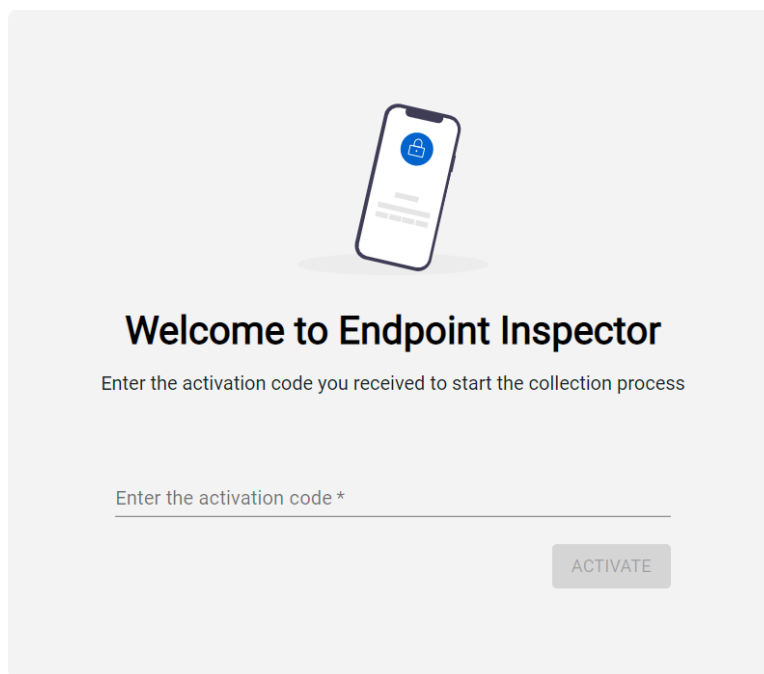 Welcome to Endpoint Inspector
Enter the activation code you received to start the collection process
Enter the activation code *
ACTIVATE